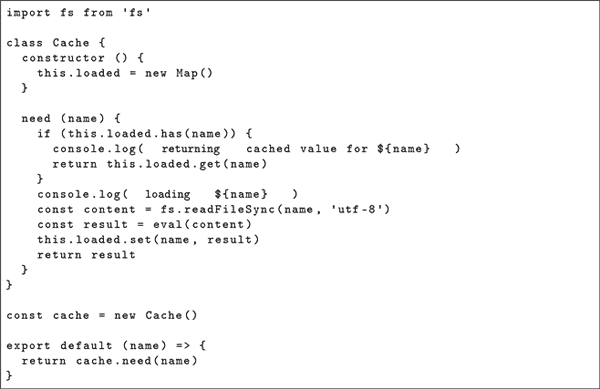 import fs from 'fs'

class Cache {
  constructor () {
    this.loaded = new Map()
  }

  need (name) {
    if (this.loaded.has(name)) {
      console.log(  returning   cached value for ${name}   )
      return this.loaded.get(name)
    }
    console.log(  loading   ${name}   )
    const content = fs.readFileSync(name, 'utf-8')
    const result = eval(content)
    this.loaded.set(name, result)
    return result
  }
}

const cache = new Cache()

export default (name) => {
  return cache.need(name)
}